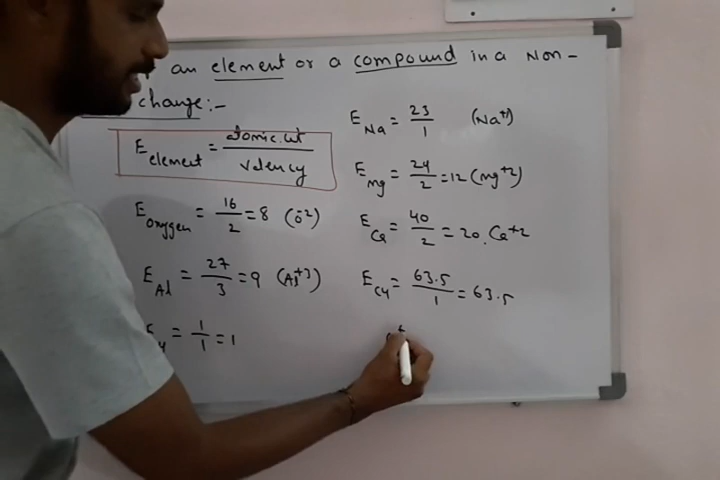 an element or a compound in a Non-
change:-
E element = atomic.wt / valency
E oxygen = 16/2 = 8 (O-2)
E Al = 27/3 = 9 (Al+3)
= 1/1 = 1
E Na = 23/1 (Na+1)
E mg = 24/2 = 12 (mg+2)
E Ca = 40/2 = 20. Ca+2
E Cu = 63.5/1 = 63.5